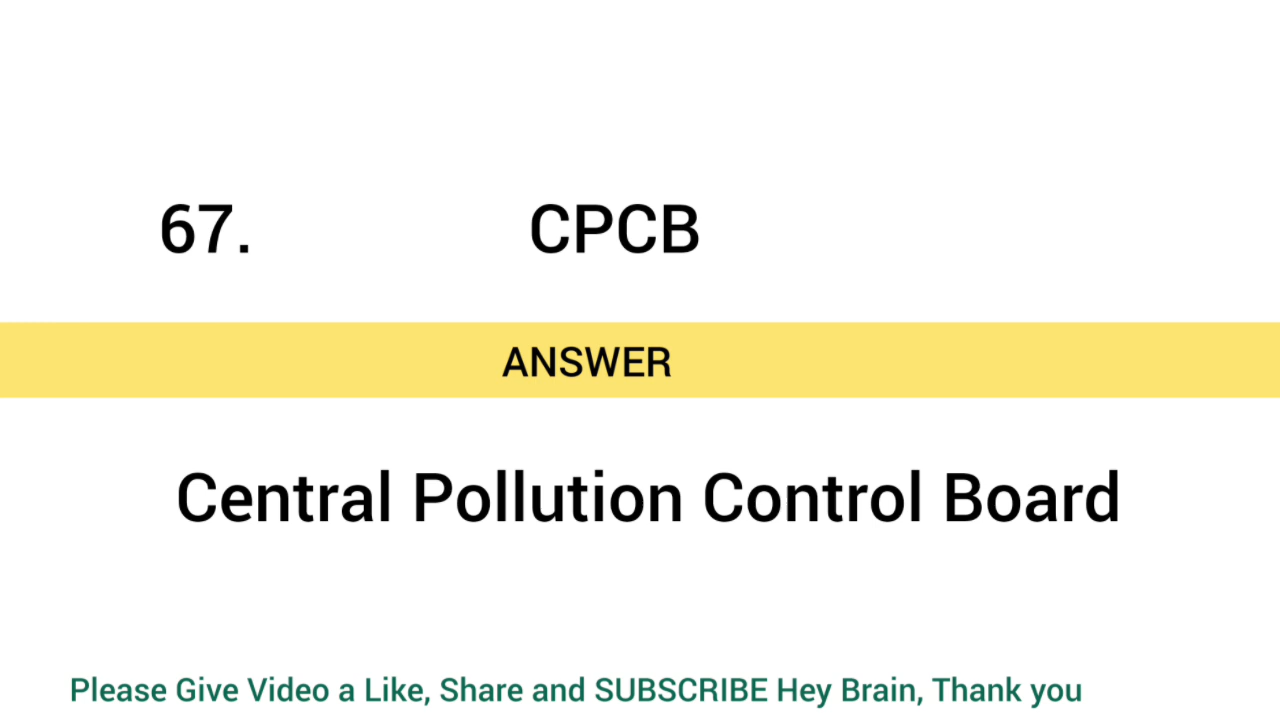 67. CPCB
ANSWER
Central Pollution Control Board
Please Give Video a Like, Share and SUBSCRIBE Hey Brain, Thank you